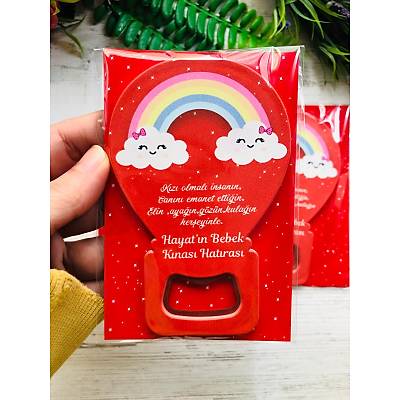 Kızı olmalı insanın,
Canını emanet ettiğin,
Elin ,ayağın,gözün,kulağın
herşeyinle.
Hayat'ın Bebek
Kınası Hatırası